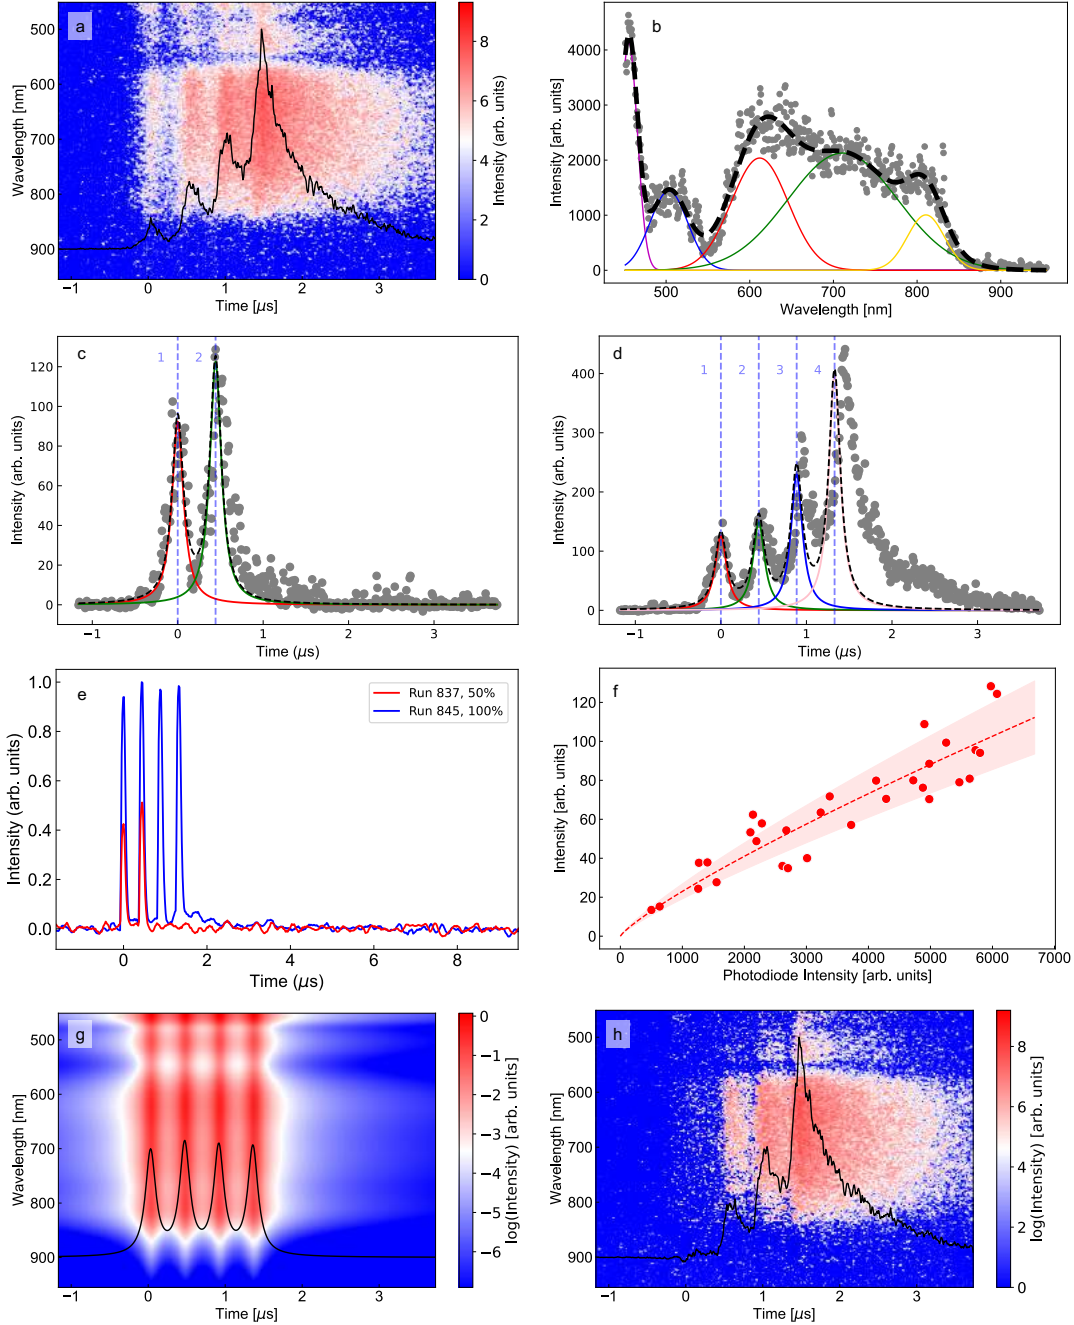 a
500
600
700
800
900
Wavelength [nm]
−1 0 1 2 3
Time [μs]
8
6
4
2
0
Intensity (arb. units)
b
4000
3000
2000
1000
0
Intensity [arb. units]
500 600 700 800 900
Wavelength [nm]
c
1 2
120
100
80
60
40
20
0
Intensity (arb. units)
−1 0 1 2 3
Time (μs)
d
1 2 3 4
400
300
200
100
0
Intensity (arb. units)
−1 0 1 2 3
Time (μs)
e
Run 837, 50%
Run 845, 100%
1.0
0.8
0.6
0.4
0.2
0.0
Intensity (arb. units)
0 2 4 6 8
Time (μs)
f
120
100
80
60
40
20
0
Intensity [arb. units]
0 1000 2000 3000 4000 5000 6000 7000
Photodiode Intensity [arb. units]
g
500
600
700
800
900
Wavelength [nm]
−1 0 1 2 3
Time [μs]
0
−1
−2
−3
−4
−5
−6
log(Intensity) [arb. units]
h
500
600
700
800
900
Wavelength [nm]
−1 0 1 2 3
Time [μs]
8
6
4
2
0
log(Intensity) [arb. units]